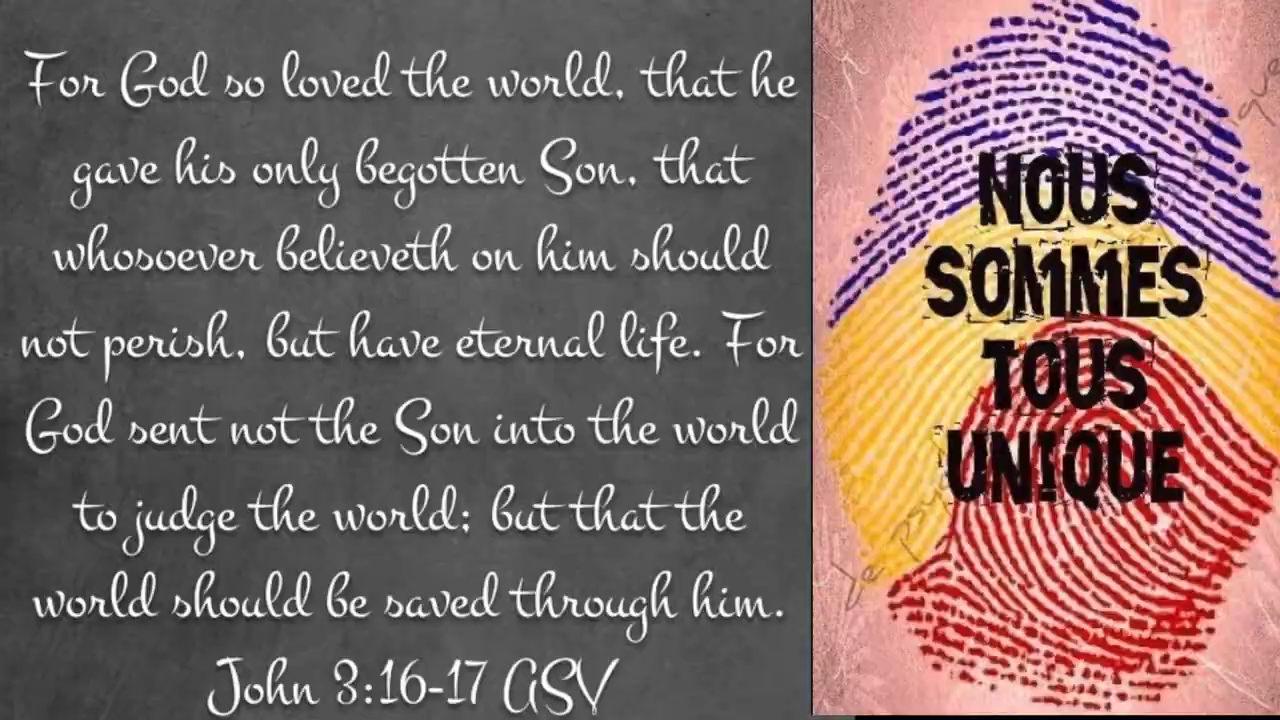 For God so loved the world, that he
gave his only begotten Son, that
whosoever believeth on him should
not perish, but have eternal life. For
God sent not the Son into the world
to judge the world; but that the
world should be saved through him.
John 3:16-17 ASV
NOUS
SOMMES
TOUS
UNIQUE